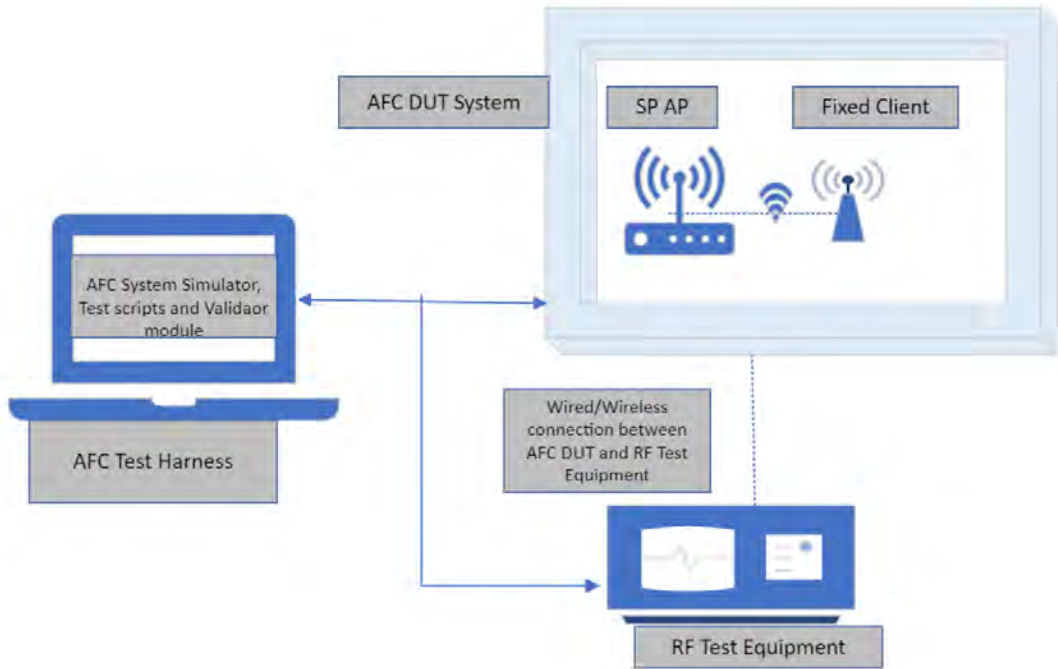 AFC DUT System
SP AP
Fixed Client
AFC System Simulator,
Test scripts and Validaor
module
AFC Test Harness
Wired/Wireless
connection between
AFC DUT and RF Test
Equipment
RF Test Equipment